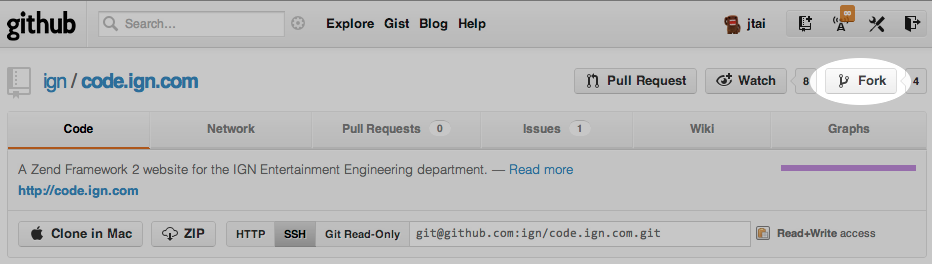 github Search... Explore Gist Blog Help jtai
ign / code.ign.com Pull Request Watch 8 Fork 4
Code Network Pull Requests 0 Issues 1 Wiki Graphs
A Zend Framework 2 website for the IGN Entertainment Engineering department. — Read more
http://code.ign.com
Clone in Mac ZIP HTTP SSH Git Read-Only git@github.com:ign/code.ign.com.git Read+Write access